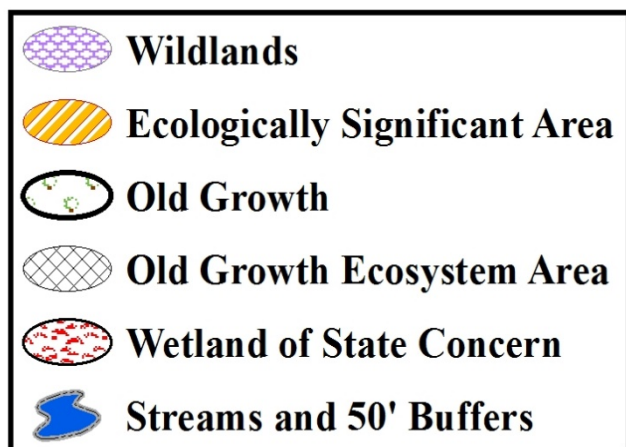 Wildlands
Ecologically Significant Area
Old Growth
Old Growth Ecosystem Area
Wetland of State Concern
Streams and 50' Buffers